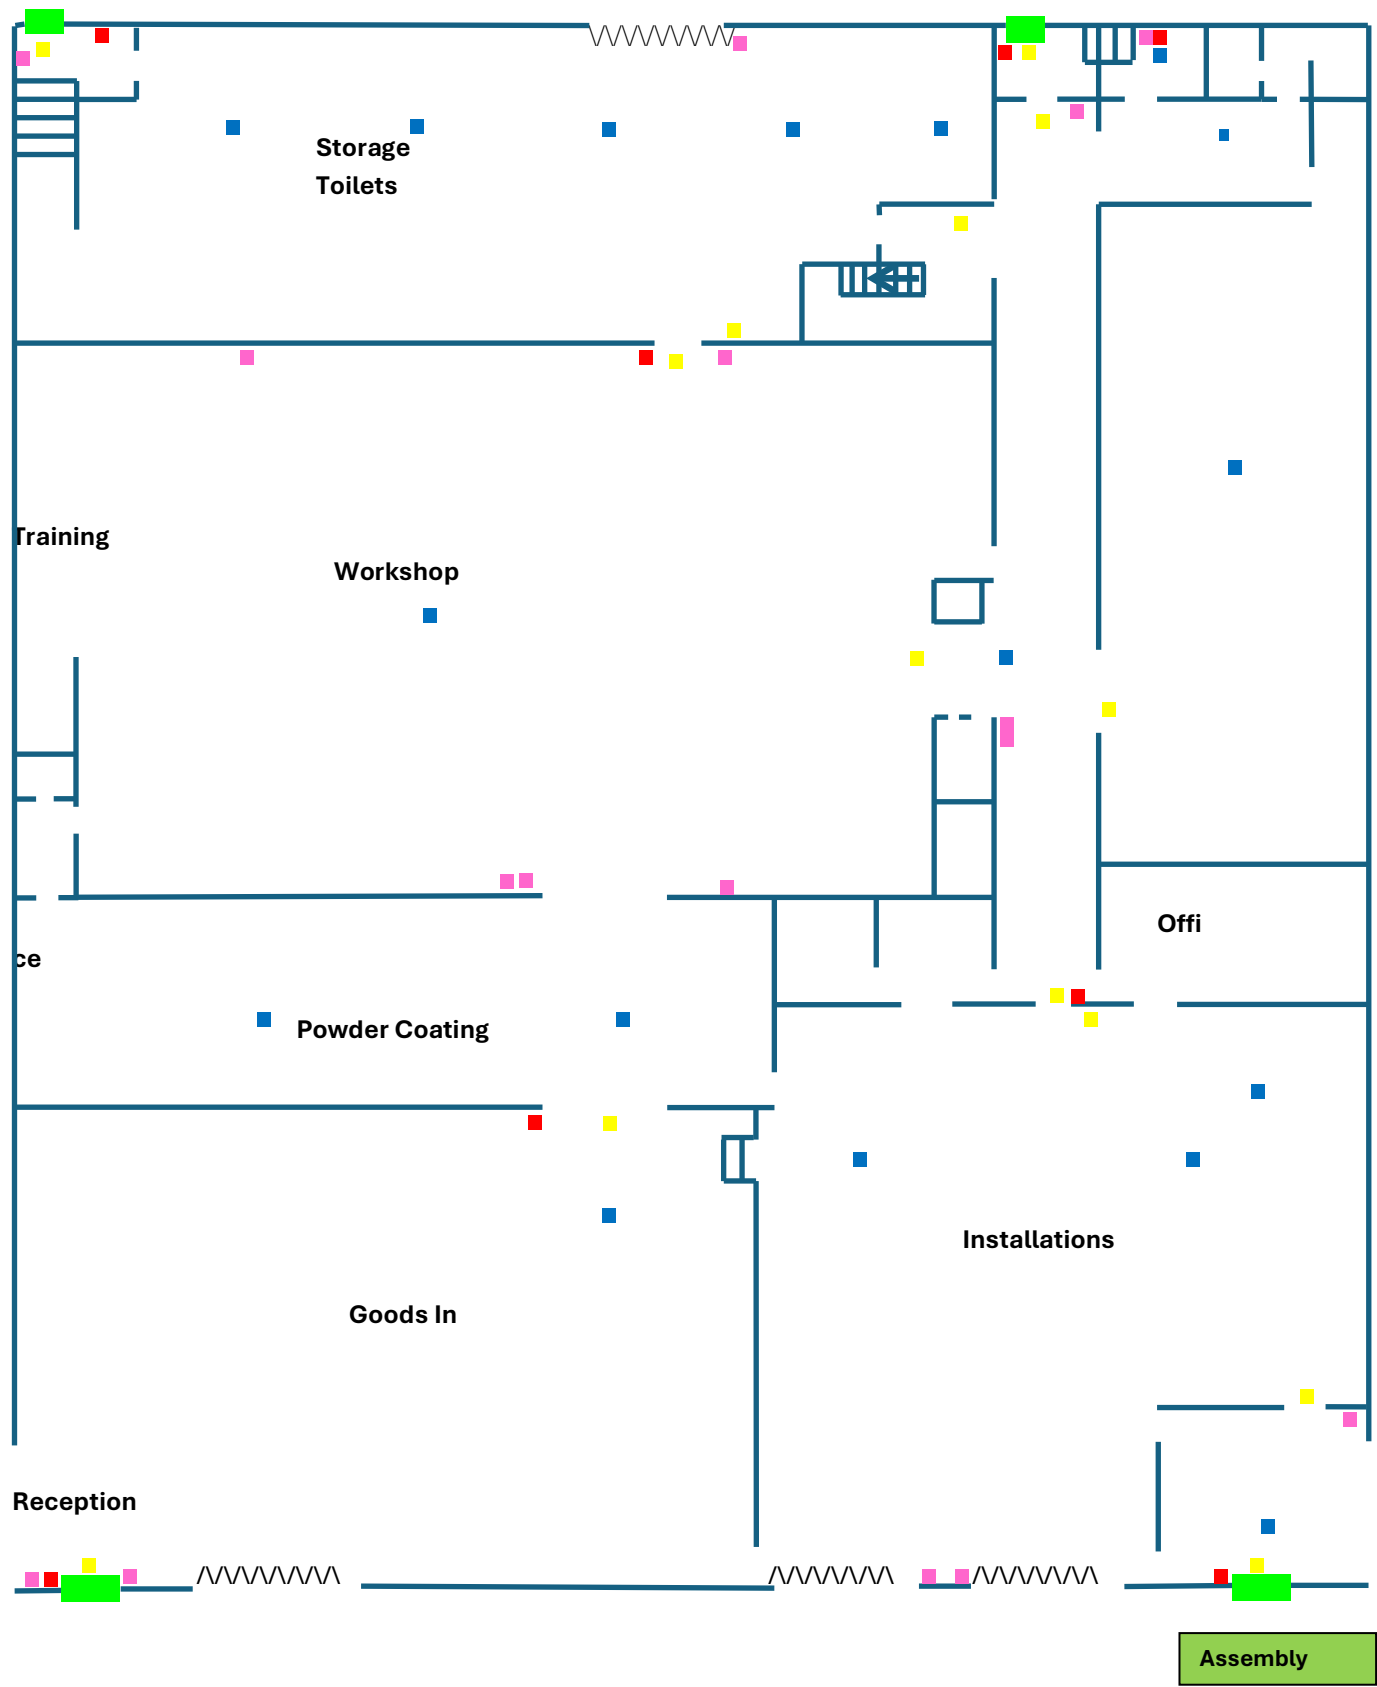 Storage
Toilets
Training
Workshop
Offi
ce
Powder Coating
Installations
Goods In
Reception
Assembly